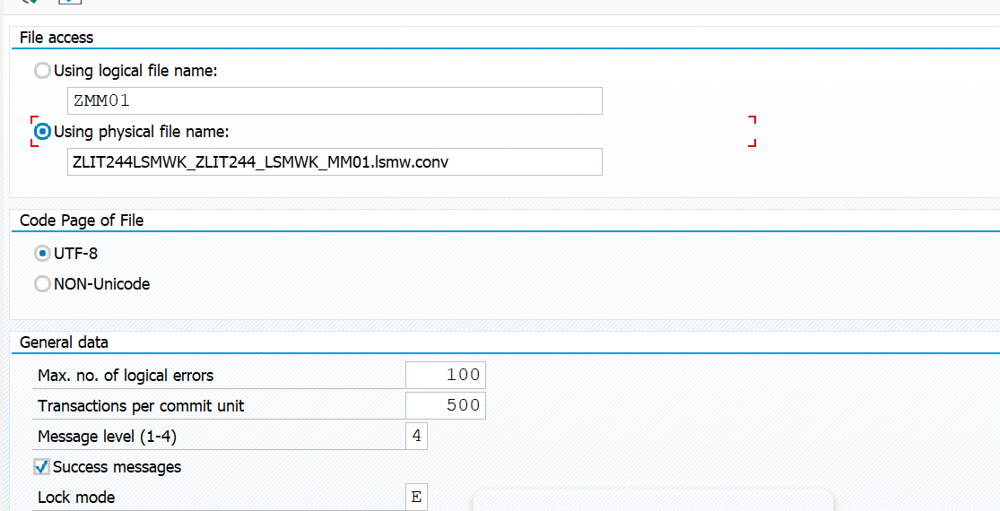 File access
Using logical file name:
ZMM01
Using physical file name:
ZLIT244LSMWK_ZLIT244_LSMWK_MM01.lsmw.conv
Code Page of File
UTF-8
NON-Unicode
General data
Max. no. of logical errors 100
Transactions per commit unit 500
Message level (1-4) 4
Success messages
Lock mode E